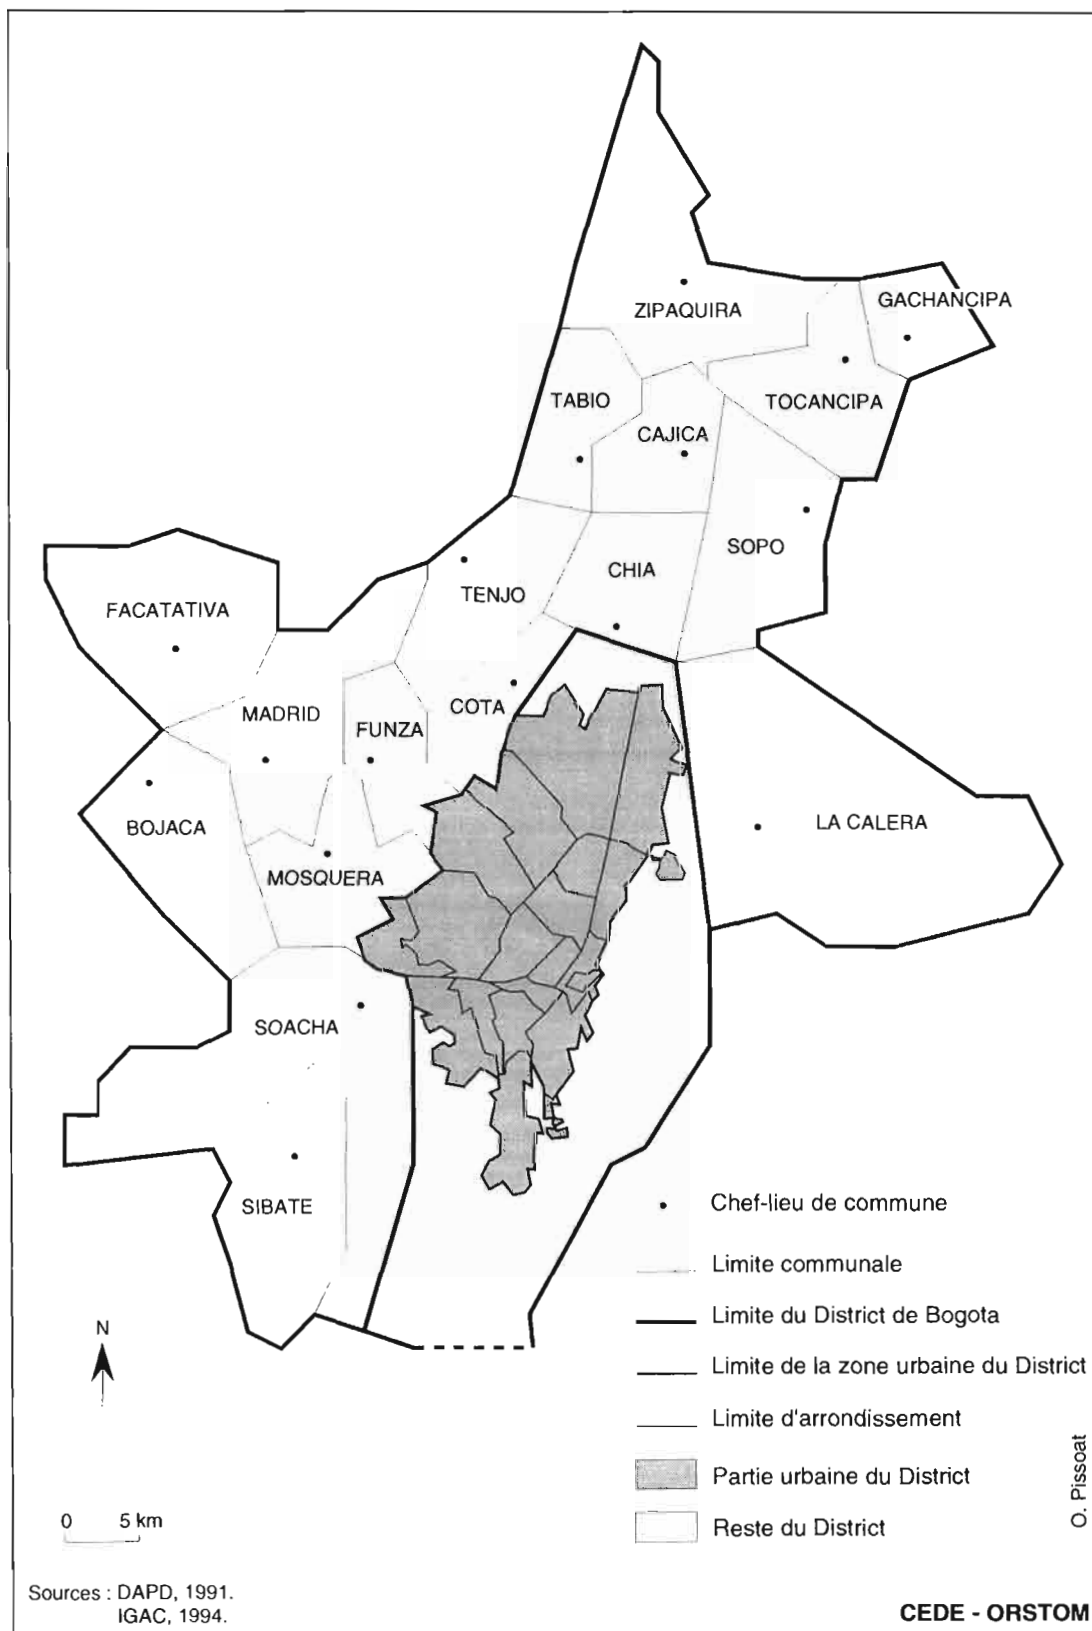 ZIPAQUIRA
GACHANCIPA
TABIO
TOCANCIPA
CAJICA
SOPO
CHIA
TENJO
FACATATIVA
COTA
MADRID
FUNZA
BOJACA
LA CALERA
MOSQUERA
SOACHA
SIBATE
Chef-lieu de commune
Limite communale
Limite du District de Bogota
Limite de la zone urbaine du District
Limite d'arrondissement
Partie urbaine du District
Reste du District
N
0 5 km
O. Pissoat
Sources : DAPD, 1991.
IGAC, 1994.
CEDE - ORSTOM